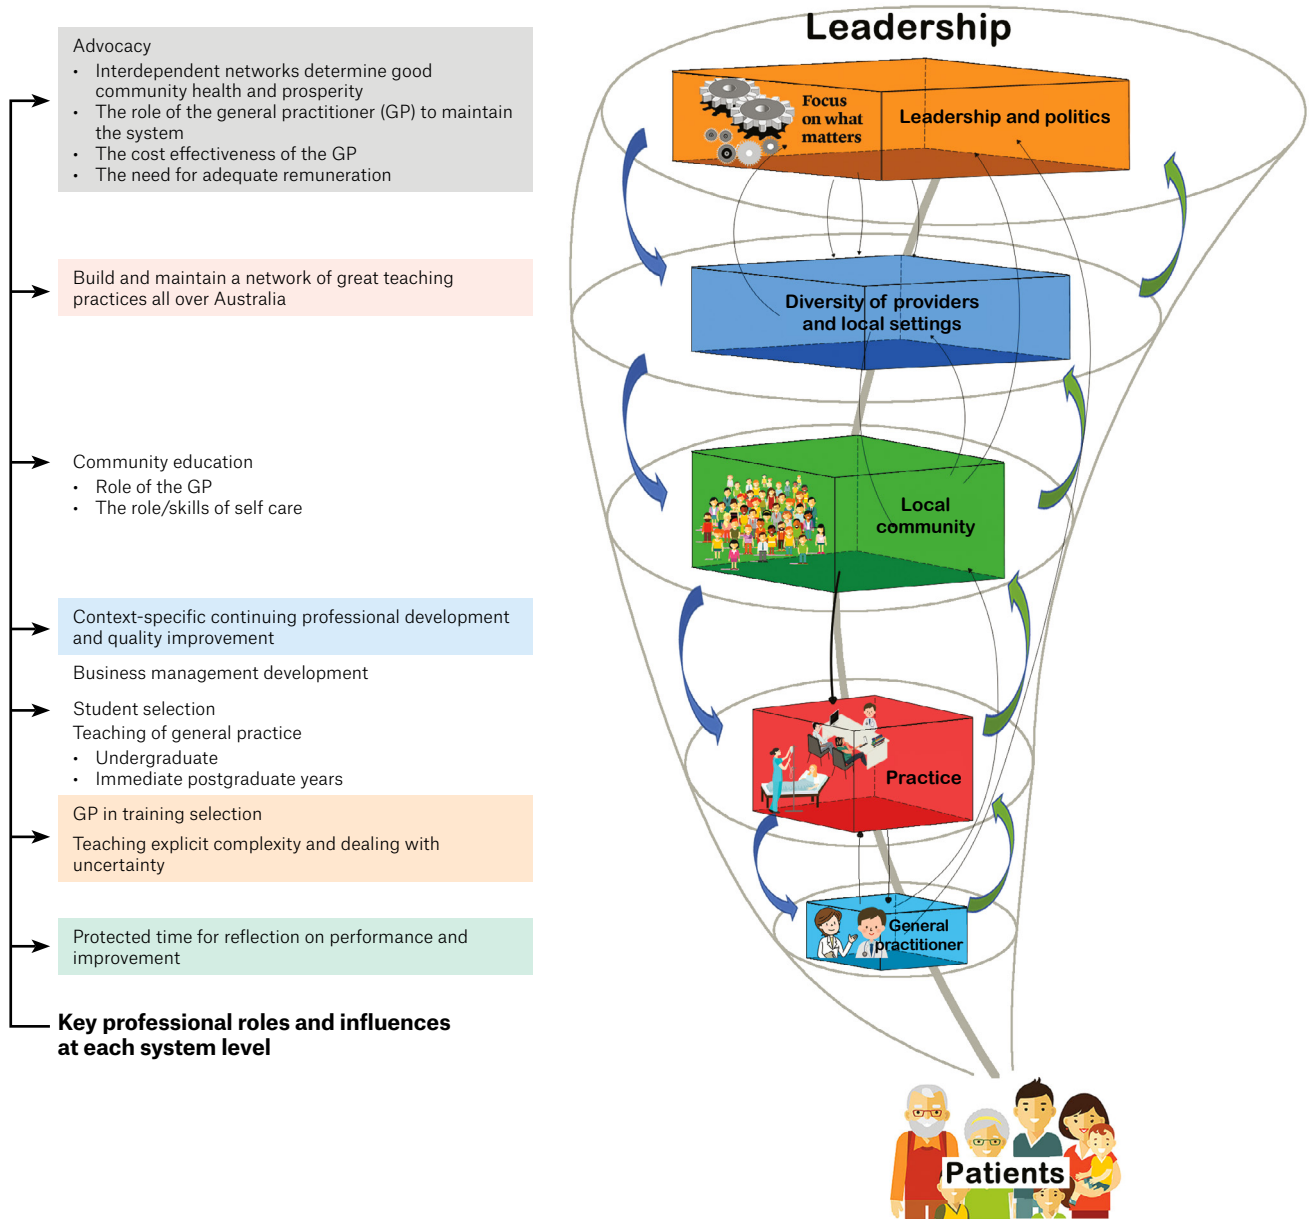 Advocacy
• Interdependent networks determine good
community health and prosperity
• The role of the general practitioner (GP) to maintain
the system
• The cost effectiveness of the GP
• The need for adequate remuneration
Build and maintain a network of great teaching
practices all over Australia
Community education
• Role of the GP
• The role/skills of self care
Context-specific continuing professional development
and quality improvement
Business management development
Student selection
Teaching of general practice
• Undergraduate
• Immediate postgraduate years
GP in training selection
Teaching explicit complexity and dealing with
uncertainty
Protected time for reflection on performance and
improvement
Key professional roles and influences
at each system level
Leadership
Focus
on what
matters
Leadership and politics
Diversity of providers
and local settings
Local
community
Practice
General
practitioner
Patients